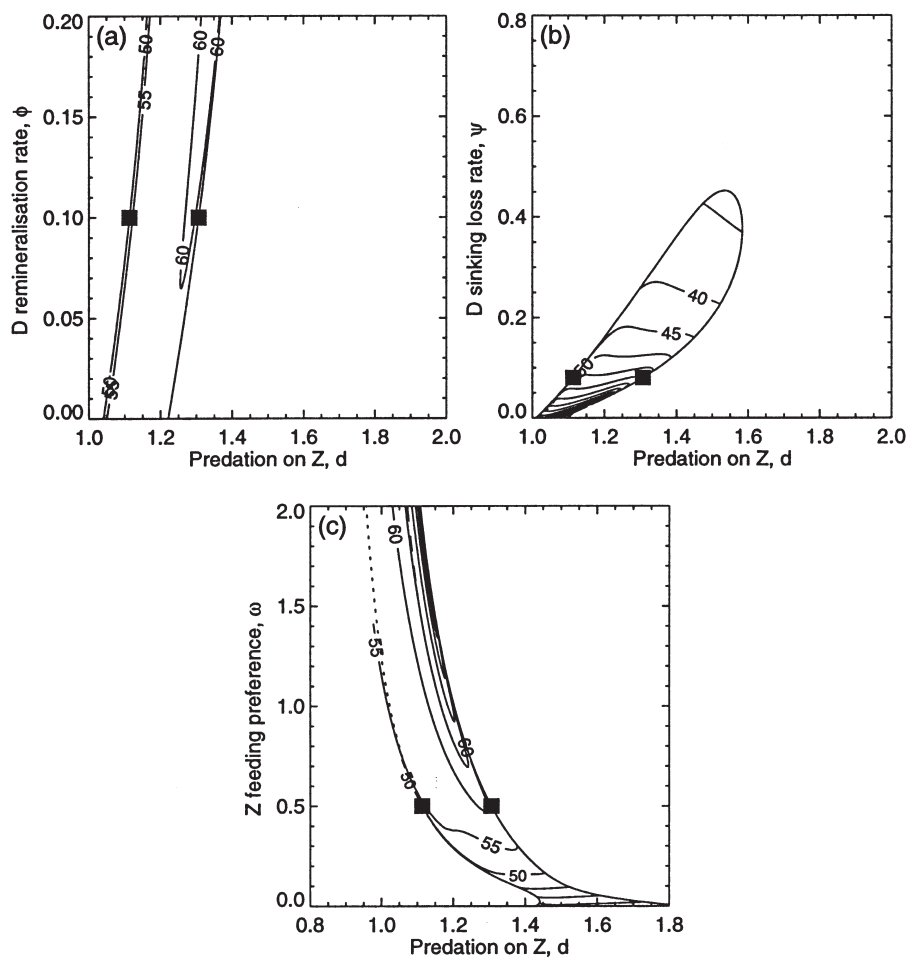 (a)
50
60
60
55
60
50
55
0.20
0.15
0.10
0.05
0.00
D remineralisation rate, ϕ
1.0 1.2 1.4 1.6 1.8 2.0
Predation on Z, d
(b)
0.8
0.6
0.4
0.2
0.0
D sinking loss rate, ψ
40
45
50
1.0 1.2 1.4 1.6 1.8 2.0
Predation on Z, d
(c)
2.0
1.5
1.0
0.5
0.0
Z feeding preference, ω
60
55
60
50
55
50
0.8 1.0 1.2 1.4 1.6 1.8
Predation on Z, d